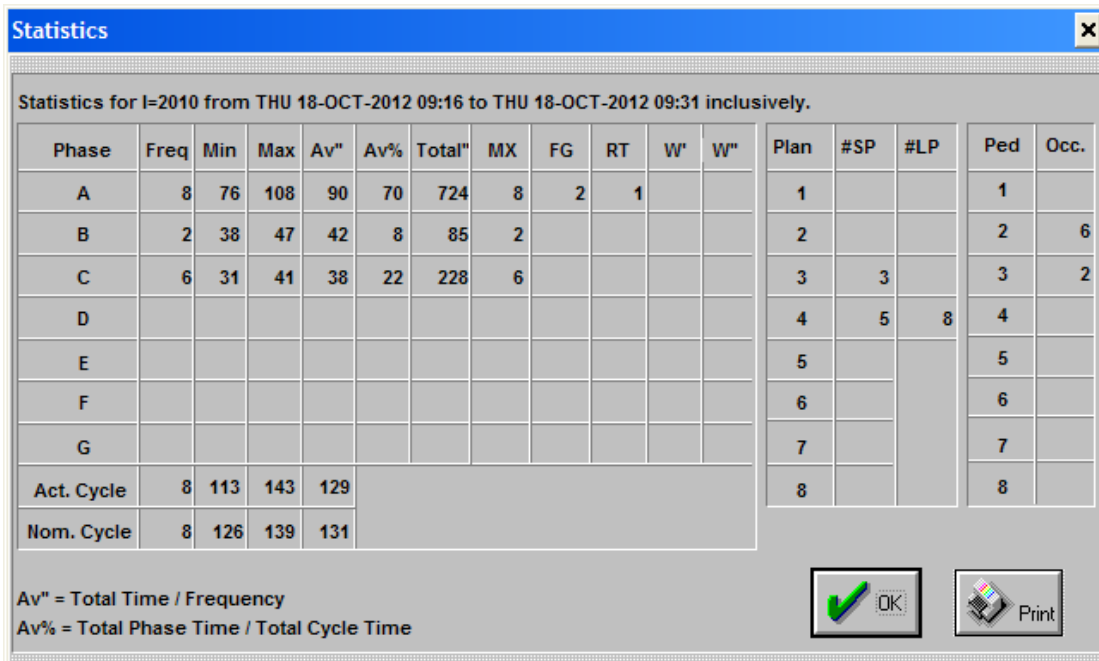 Statistics
Statistics for I=2010 from THU 18-OCT-2012 09:16 to THU 18-OCT-2012 09:31 inclusively.
Phase Freq Min Max Av" Av% Total" MX FG RT W' W" Plan #SP #LP Ped Occ.
A 8 76 108 90 70 724 8 2 1 1 1
B 2 38 47 42 8 85 2 2 2 6
C 6 31 41 38 22 228 6 3 3 3 2
D 4 5 8 4
E 5 5
F 6 6
G 7 7
Act. Cycle 8 113 143 129 8 8
Nom. Cycle 8 126 139 131
Av" = Total Time / Frequency
Av% = Total Phase Time / Total Cycle Time
OK
Print